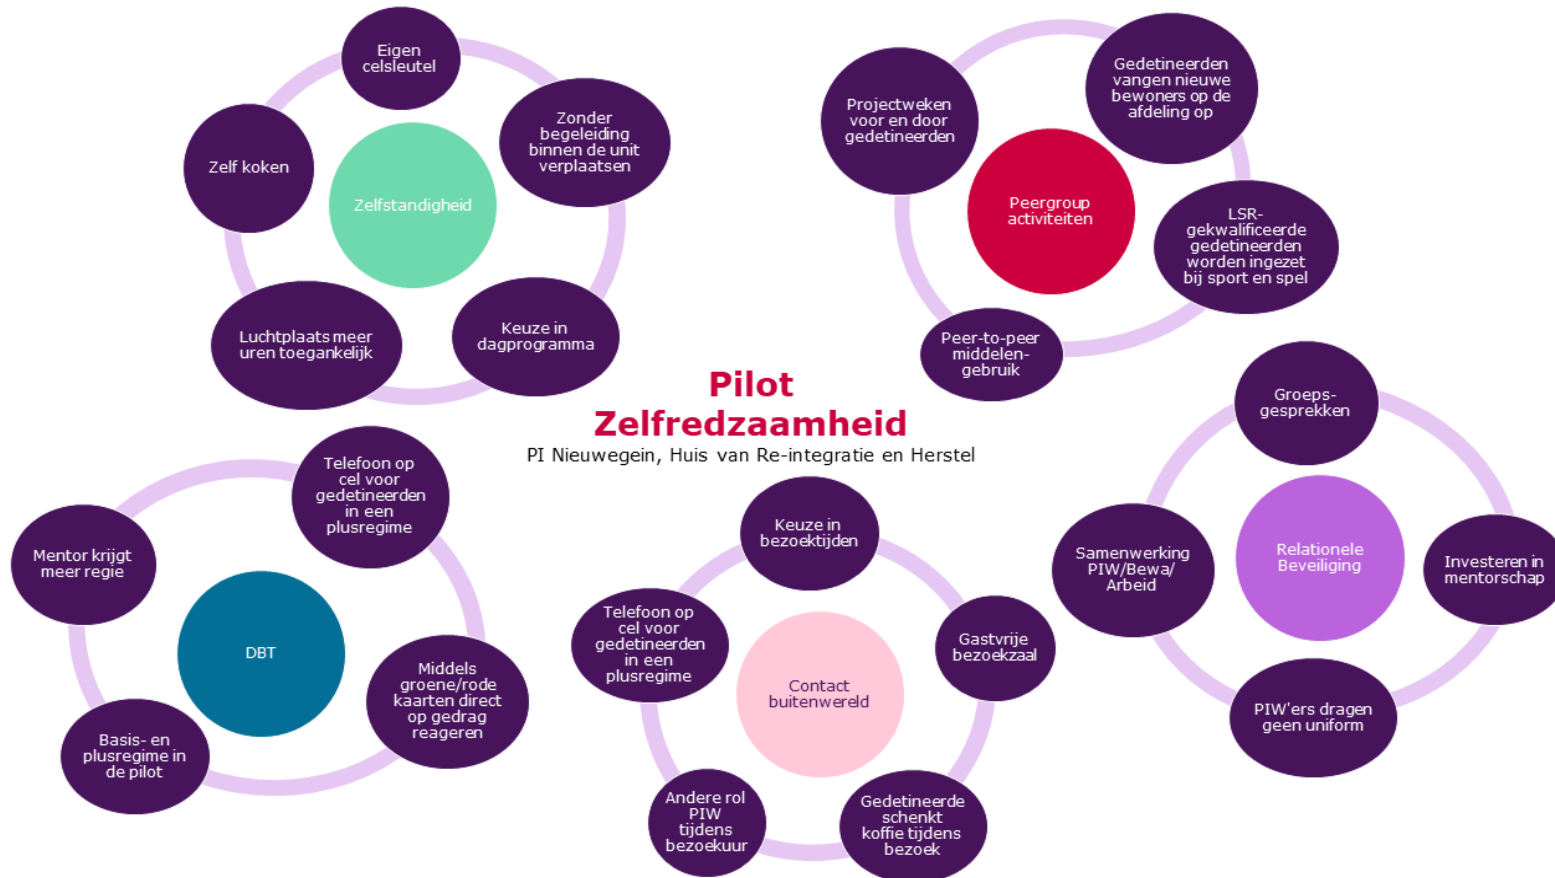 Eigen
celsleutel
Zonder
begeleiding
binnen de unit
verplaatsen
Zelf koken
Zelfstandigheid
Luchtplaats meer
uren toegankelijk
Keuze in
dagprogramma
Gedetineerden
vangen nieuwe
bewoners op de
afdeling op
Projectweken
voor en door
gedetineerden
Peergroup
activiteiten
LSR-
gekwalificeerde
gedetineerden
worden ingezet
bij sport en spel
Peer-to-peer
middelen-
gebruik
Pilot
Zelfredzaamheid
PI Nieuwegein, Huis van Re-integratie en Herstel
Telefoon op
cel voor
gedetineerden
in een
plusregime
Mentor krijgt
meer regie
DBT
Middels
groene/rode
kaarten direct
op gedrag
reageren
Basis- en
plusregime in
de pilot
Keuze in
bezoektijden
Telefoon op
cel voor
gedetineerden
in een
plusregime
Gastvrije
bezoekzaal
Contact
buitenwereld
Andere rol
PIW
tijdens
bezoekuur
Gedetineerde
schenkt
koffie tijdens
bezoek
Groeps-
gesprekken
Samenwerking
PIW/Bewa/
Arbeid
Relationele
Beveiliging
Investeren in
mentorschap
PIW'ers dragen
geen uniform